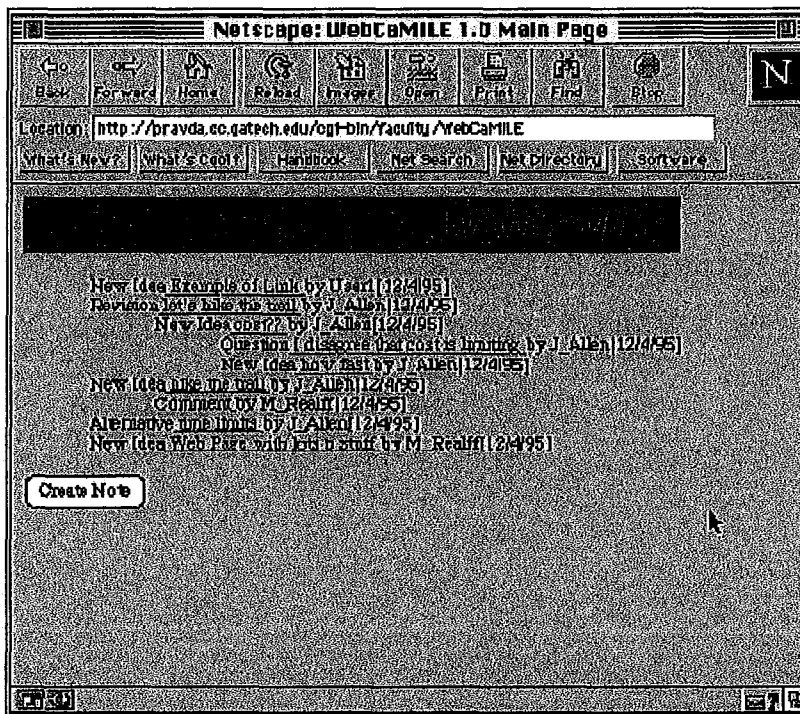 Netscape: WebCaMILE 1.0 Main Page
Back Forward Home Reload Images Open Print Find Stop
N
Location: http://pravda.cc.gatech.edu/cgi-bin/faculty/WebCaMILE
What's New? What's Cool? Handbook Net Search Net Directory Software
New Idea Example of Link by User1[12/4/95]
Revision let's hike the trail by J_Allen[12/4/95]
New Idea cost?? by J_Allen[12/4/95]
Question I disagree that cost is limiting by J_Allen[12/4/95]
New Idea how fast by J_Allen[12/4/95]
New Idea hike the trail by J_Allen[12/4/95]
Comment by M_Realff[12/4/95]
Alternative time limits by J_Allen[12/4/95]
New Idea Web Page with lots o stuff by M_Realff[12/4/95]
Create Note